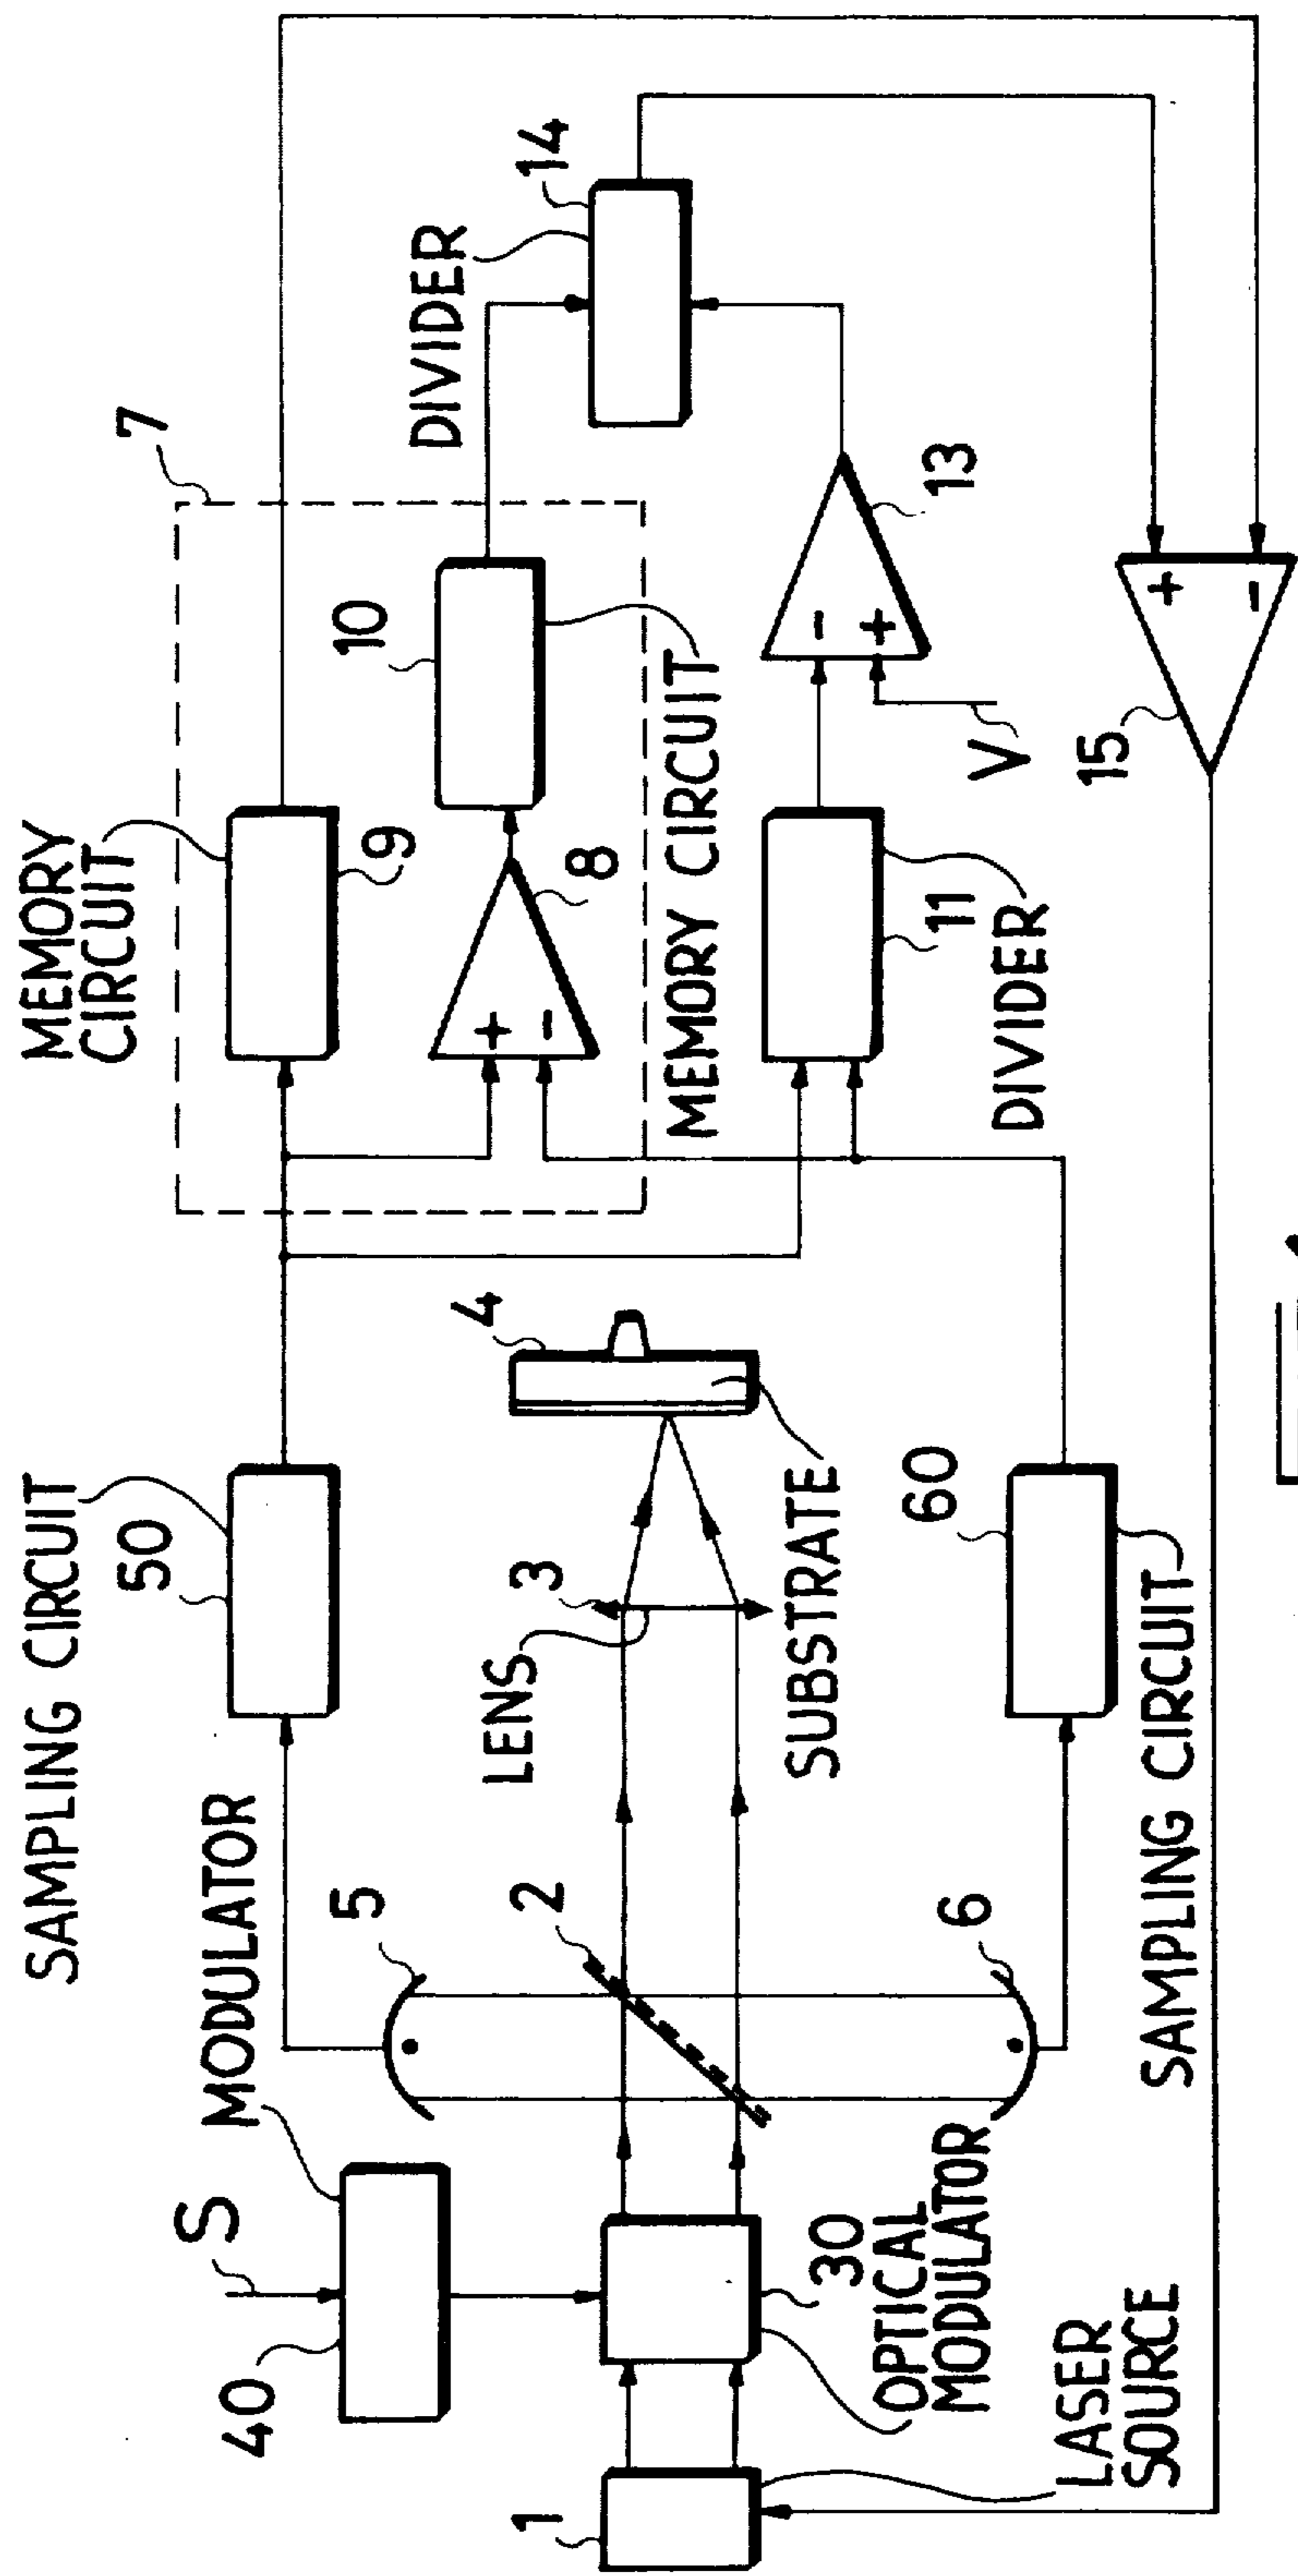 MEMORY
CIRCUIT
7
DIVIDER
14
9
10
+
-
8
MEMORY CIRCUIT
11
DIVIDER
-
+
13
V
+
-
15
SAMPLING CIRCUIT
50
MODULATOR
S
40
5
2
LENS
3
4
SUBSTRATE
6
60
SAMPLING CIRCUIT
30
OPTICAL
MODULATOR
1
LASER
SOURCE